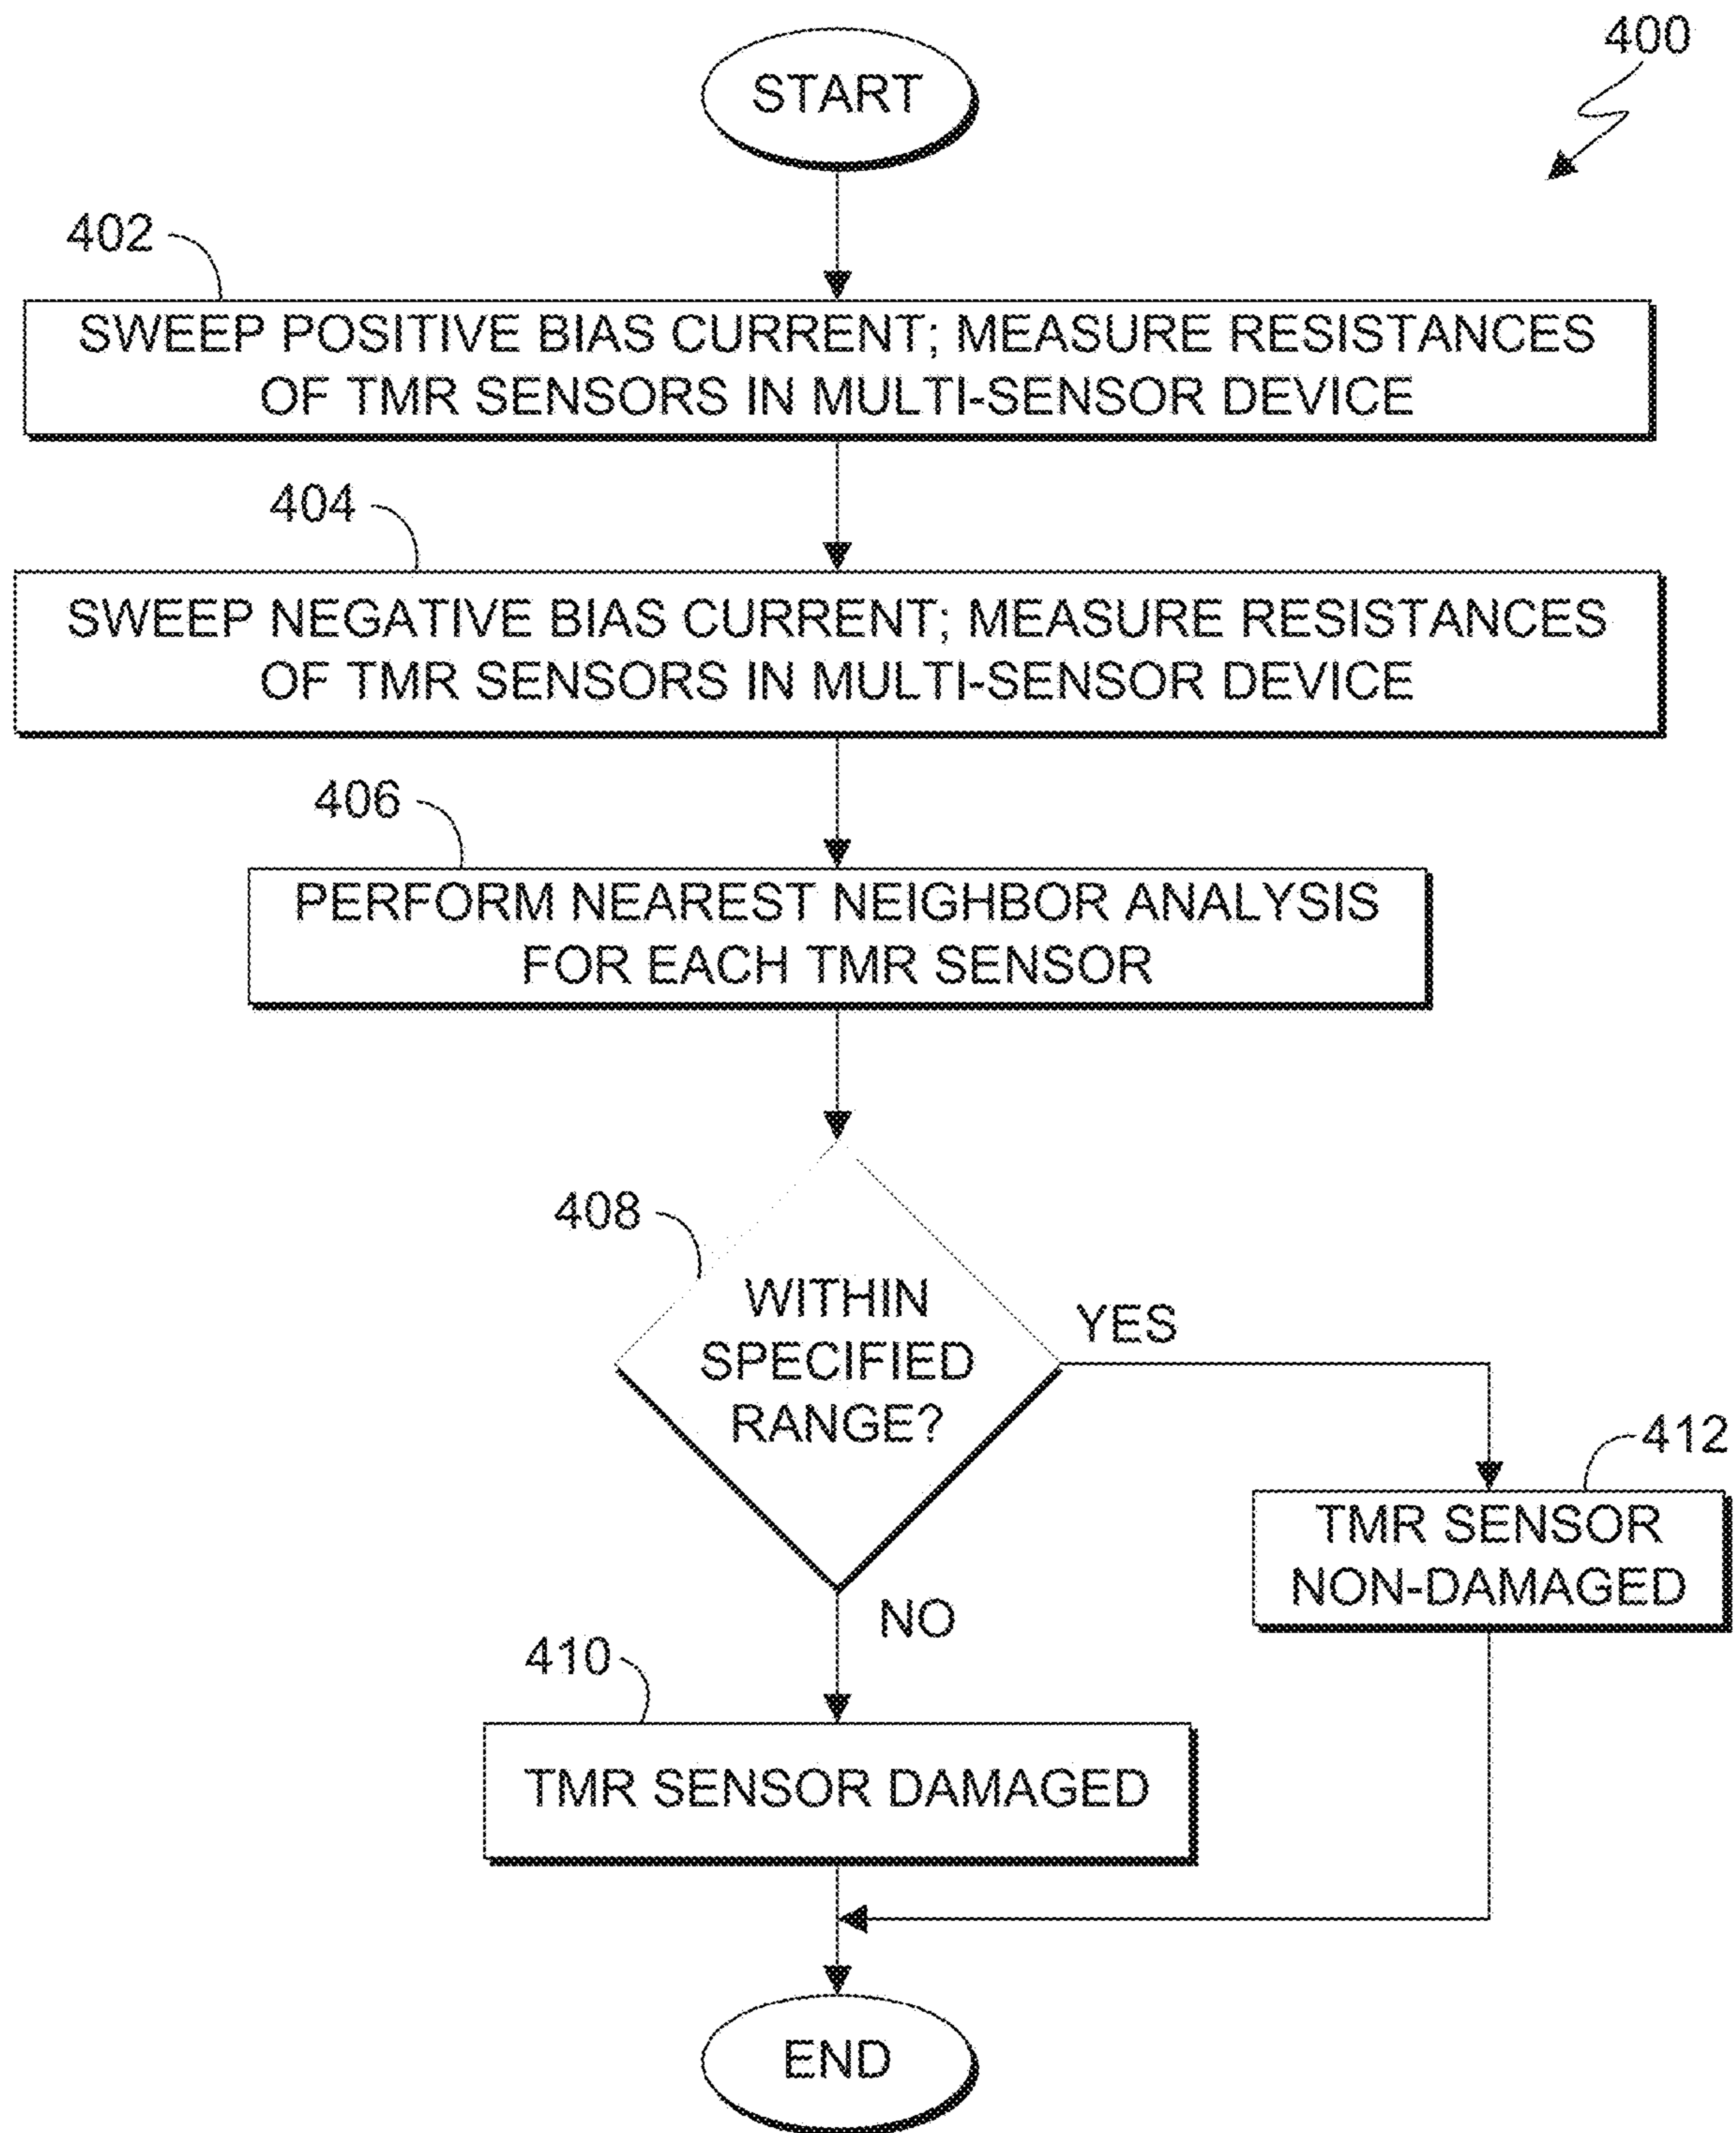 400
START
402
SWEEP POSITIVE BIAS CURRENT; MEASURE RESISTANCES
OF TMR SENSORS IN MULTI-SENSOR DEVICE
404
SWEEP NEGATIVE BIAS CURRENT; MEASURE RESISTANCES
OF TMR SENSORS IN MULTI-SENSOR DEVICE
406
PERFORM NEAREST NEIGHBOR ANALYSIS
FOR EACH TMR SENSOR
408
WITHIN
SPECIFIED
RANGE?
YES
412
TMR SENSOR
NON-DAMAGED
NO
410
TMR SENSOR DAMAGED
END